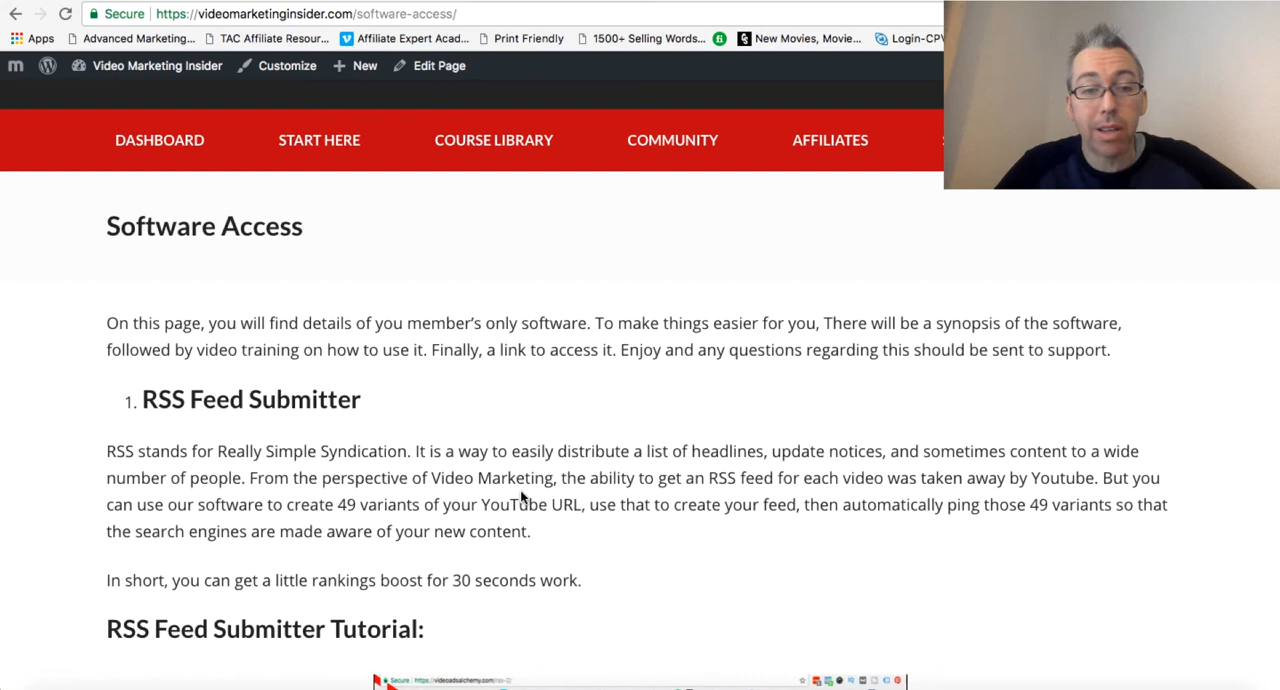 Secure https://videomarketinginsider.com/software-access/
Apps Advanced Marketing... TAC Affiliate Resour... Affiliate Expert Acad... Print Friendly 1500+ Selling Words... New Movies, Movie... Login-CPV
Video Marketing Insider Customize New Edit Page
DASHBOARD START HERE COURSE LIBRARY COMMUNITY AFFILIATES
Software Access
On this page, you will find details of you member's only software. To make things easier for you, There will be a synopsis of the software,
followed by video training on how to use it. Finally, a link to access it. Enjoy and any questions regarding this should be sent to support.
1. RSS Feed Submitter
RSS stands for Really Simple Syndication. It is a way to easily distribute a list of headlines, update notices, and sometimes content to a wide
number of people. From the perspective of Video Marketing, the ability to get an RSS feed for each video was taken away by Youtube. But you
can use our software to create 49 variants of your YouTube URL, use that to create your feed, then automatically ping those 49 variants so that
the search engines are made aware of your new content.
In short, you can get a little rankings boost for 30 seconds work.
RSS Feed Submitter Tutorial:
Secure https://videoadsalchemy.com/rss-2/